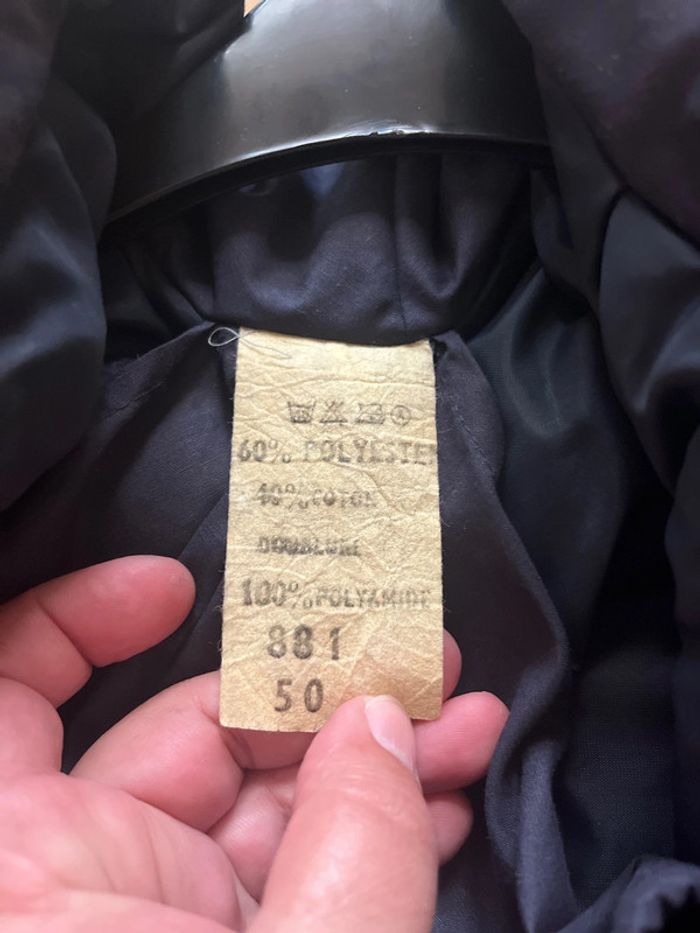 60% POLYESTER
40% COTON
DOUBLURE
100% POLYAMIDE
881
50